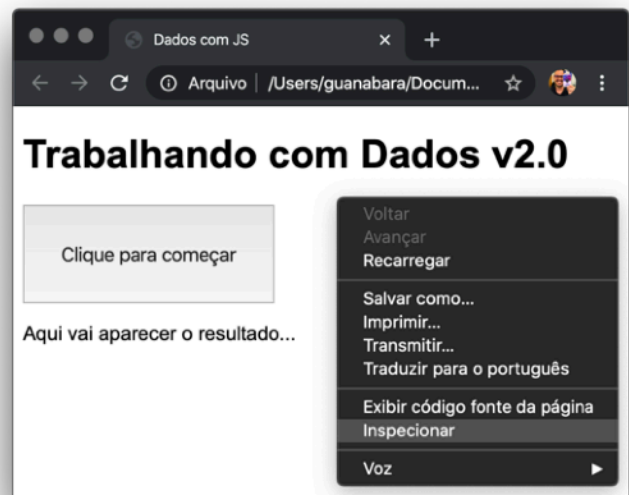 Dados com JS
Arquivo | /Users/guanabara/Docum...
Trabalhando com Dados v2.0
Clique para começar
Aqui vai aparecer o resultado...
Voltar
Avançar
Recarregar
Salvar como...
Imprimir...
Transmitir...
Traduzir para o português
Exibir código fonte da página
Inspecionar
Voz